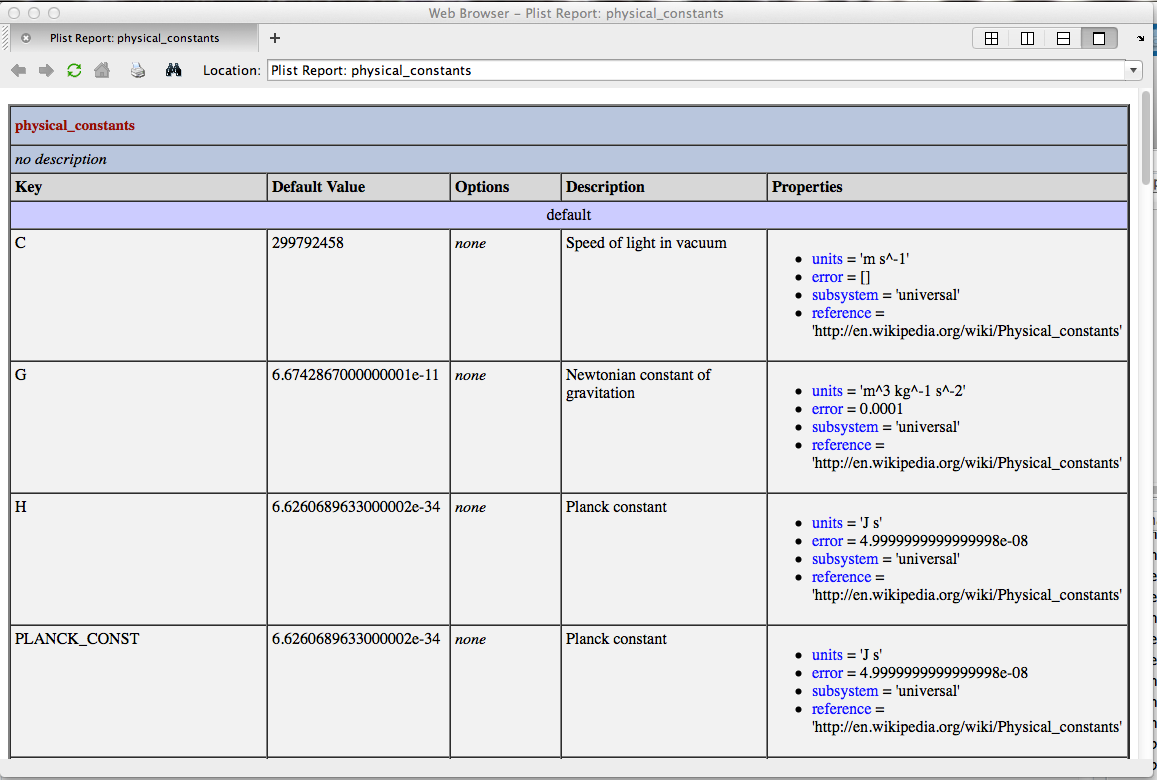 Web Browser - Plist Report: physical_constants
Plist Report: physical_constants
Location: Plist Report: physical_constants
physical_constants
no description
Key Default Value Options Description Properties
default
C 299792458 none Speed of light in vacuum
units = 'm s^-1'
error = []
subsystem = 'universal'
reference =
'http://en.wikipedia.org/wiki/Physical_constants'
G 6.6742867000000001e-11 none Newtonian constant of
gravitation
units = 'm^3 kg^-1 s^-2'
error = 0.0001
subsystem = 'universal'
reference =
'http://en.wikipedia.org/wiki/Physical_constants'
H 6.6260689633000002e-34 none Planck constant
units = 'J s'
error = 4.9999999999999998e-08
subsystem = 'universal'
reference =
'http://en.wikipedia.org/wiki/Physical_constants'
PLANCK_CONST 6.6260689633000002e-34 none Planck constant
units = 'J s'
error = 4.9999999999999998e-08
subsystem = 'universal'
reference =
'http://en.wikipedia.org/wiki/Physical_constants'